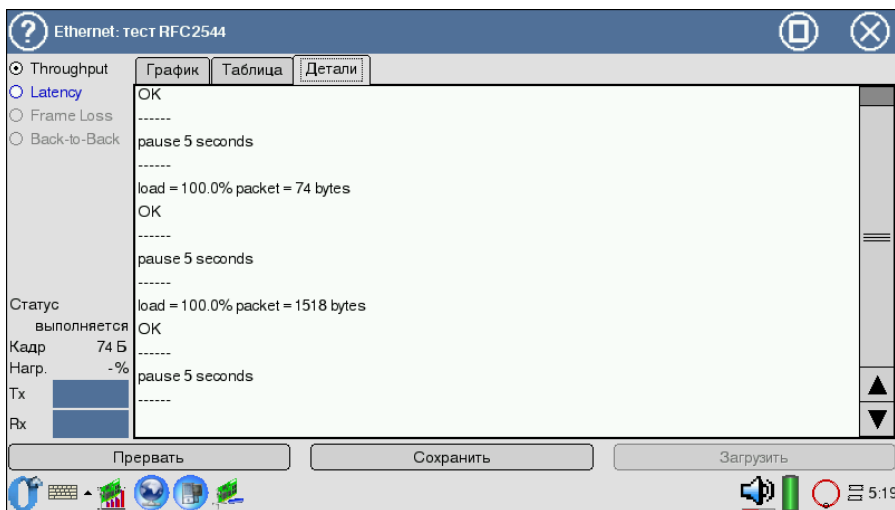 Ethernet: тест RFC2544
Throughput
Latency
Frame Loss
Back-to-Back
График
Таблица
Детали
OK
------
pause 5 seconds
------
load = 100.0% packet = 74 bytes
OK
------
pause 5 seconds
------
load = 100.0% packet = 1518 bytes
OK
------
pause 5 seconds
------
Статус
выполняется
Кадр 74 Б
Нагр. -%
Tx
Rx
Прервать
Сохранить
Загрузить
5:19